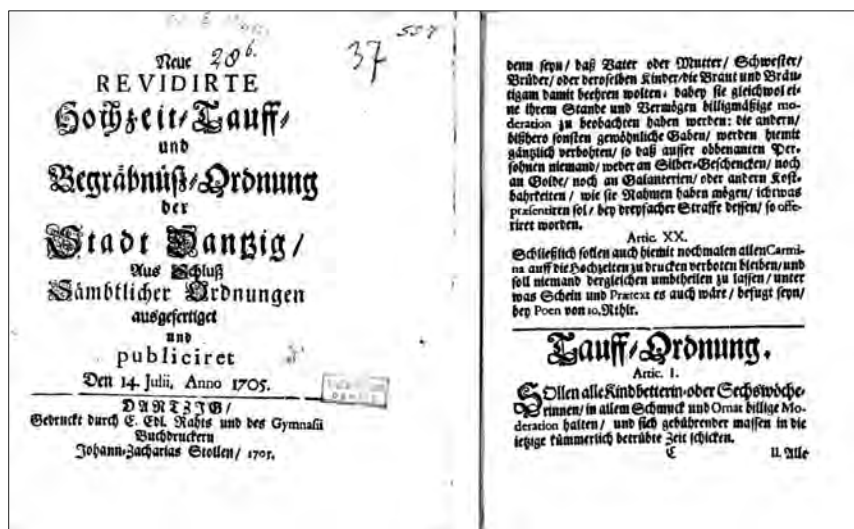 Neue 286.
37 557
REVIDIRTE
Hochzeit/ Tauff/
und
Begräbnüß-Ordnung
der
Stadt Dantzig/
Aus Schluß
Sämbtlicher Ordnungen
ausgefertiget
und
publiciret
Den 14. Julii, Anno 1705.
DANTZIG/
Gedruckt durch E. Edl. Rahts und des Gymnasii
Buchdruckern
Johann-Zacharias Stollen/ 1705.
denn seyn/ daß Vater oder Mutter/ Schwester/
Brüder/ oder deroselben Kinder/ die Braut und Bräu-
tigam damit beehren wolten/ dabey sie gleichwol ei-
ne ihrem Stande und Vermögen billigmäßige mo-
deration zu beobachten haben werden: die andern/
bißhero sonsten gewöhnliche Gaben/ werden hiemit
gäntzlich verbohten/ so daß ausser obbenanten Per-
sohnen niemand/ weder an Silber-Geschencken/ noch
an Golde/ noch an Galanterien/ oder andern Kost-
bahrkeiten/ wie sie Nahmen haben mögen/ ichtwas
præsentiren sol/ bey dreyfacher Straffe dessen/ so offe-
riret worden.
Artic. XX.
Schließlich sollen auch hiemit nochmalen allen Carmi-
na auff die Hochzeiten zu drucken verboten bleiben/ und
soll niemand dergleichen umbtheilen zu lassen/ unter
was Schein und Prætext es auch wäre/ befugt seyn/
bey Poen von 10. Rthlr.
Tauff-Ordnung.
Artic. I.
SOllen alle Kindbetterin- oder Sechswöche-
rinnen/ in allem Schmuck und Ornat billige Mo-
deration halten/ und sich gebührender massen in die
ietzige kümmerlich betrübte Zeit schicken.
C II. Alle